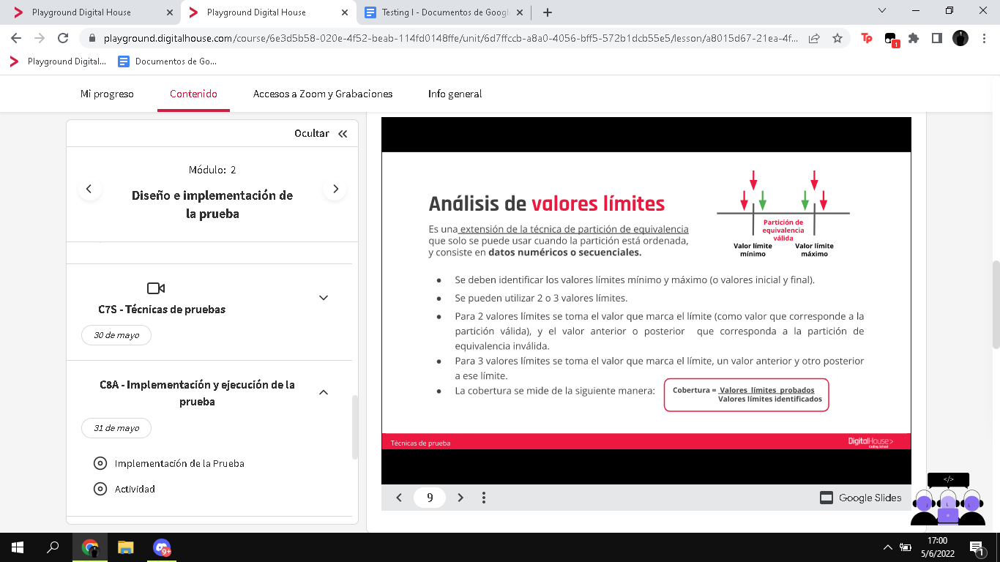 Playground Digital House
Playground Digital House
Testing I - Documentos de Googl
playground.digitalhouse.com/course/6e3d5b58-020e-4f52-beab-114fd0148ffe/unit/6d7ffccb-a8a0-4056-bff5-572b1dcb55e5/lesson/a8015d67-21ea-4f...
Tp
1
Playground Digital...
Documentos de Go...
Mi progreso
Contenido
Accesos a Zoom y Grabaciones
Info general
Ocultar
Módulo: 2
Diseño e implementación de
la prueba
C7S - Técnicas de pruebas
30 de mayo
C8A - Implementación y ejecución de la
prueba
31 de mayo
Implementación de la Prueba
Actividad
Análisis de valores límites
Es una extensión de la técnica de partición de equivalencia
que solo se puede usar cuando la partición está ordenada,
y consiste en datos numéricos o secuenciales.
Partición de
equivalencia
válida
Valor límite
mínimo
Valor límite
máximo
● Se deben identificar los valores límites mínimo y máximo (o valores inicial y final).
● Se pueden utilizar 2 o 3 valores límites.
● Para 2 valores límites se toma el valor que marca el límite (como valor que corresponde a la
partición válida), y el valor anterior o posterior que corresponda a la partición de
equivalencia inválida.
● Para 3 valores límites se toma el valor que marca el límite, un valor anterior y otro posterior
a ese límite.
● La cobertura se mide de la siguiente manera:
Cobertura = Valores límites probados
Valores límites identificados
Técnicas de prueba
DigitalHouse>
Coding School
9
Google Slides
</>
9+
17:00
5/6/2022
1